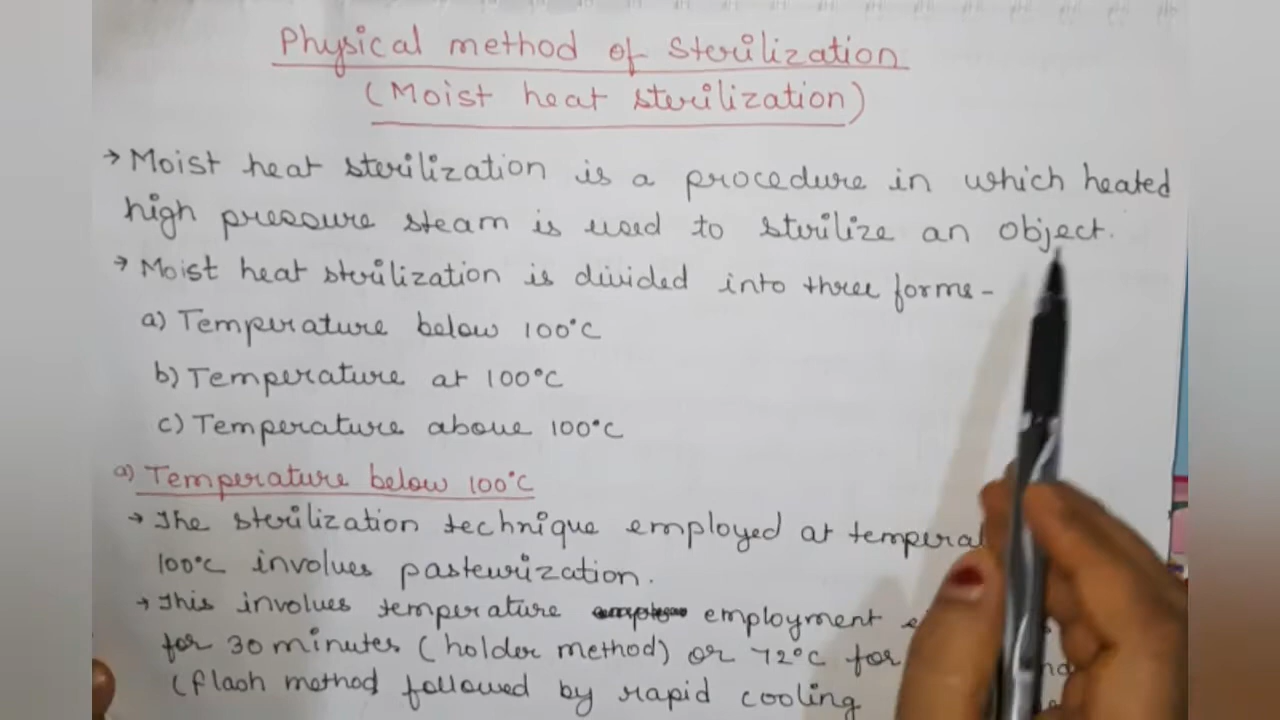 Physical method of Sterilization
(Moist heat sterilization)
→ Moist heat sterilization is a procedure in which heated
high pressure steam is used to sterilize an object.
→ Moist heat sterilization is divided into three forms -
a) Temperature below 100°C
b) Temperature at 100°C
c) Temperature above 100°C
a) Temperature below 100°C
→ The sterilization technique employed at
100°C involves pasteurization.
→ This involves temperature employment
for 30 minutes (holder method) or 72°C for
(flash method followed by rapid cooling